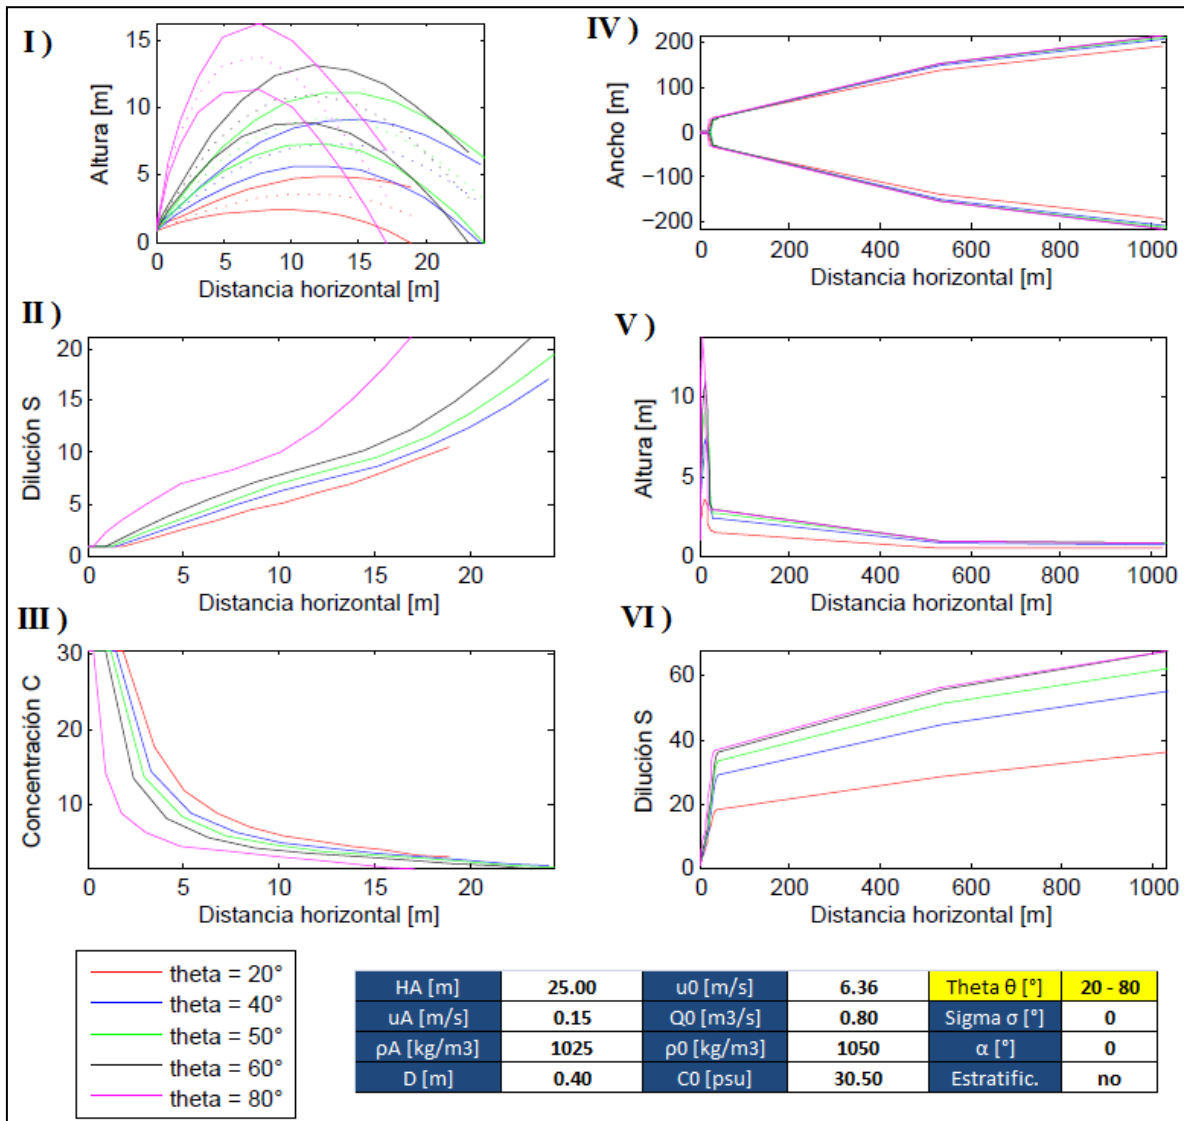 I )
Altura [m]
15
10
5
0
0 5 10 15 20
Distancia horizontal [m]
II )
Dilución S
20
15
10
5
0
0 5 10 15 20
Distancia horizontal [m]
III )
Concentración C
30
20
10
0 5 10 15 20
Distancia horizontal [m]
IV )
Ancho [m]
200
100
0
−100
−200
0 200 400 600 800 1000
Distancia horizontal [m]
V )
Altura [m]
10
5
0
0 200 400 600 800 1000
Distancia horizontal [m]
VI )
Dilución S
60
40
20
0
0 200 400 600 800 1000
Distancia horizontal [m]
theta = 20°
theta = 40°
theta = 50°
theta = 60°
theta = 80°
HA [m] 25.00 u0 [m/s] 6.36 Theta θ [°] 20 - 80
uA [m/s] 0.15 Q0 [m3/s] 0.80 Sigma σ [°] 0
ρA [kg/m3] 1025 ρ0 [kg/m3] 1050 α [°] 0
D [m] 0.40 C0 [psu] 30.50 Estratific. no